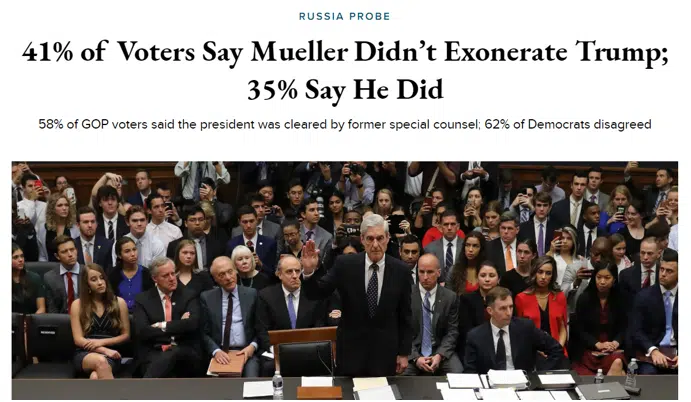 RUSSIA PROBE
41% of Voters Say Mueller Didn’t Exonerate Trump;
35% Say He Did
58% of GOP voters said the president was cleared by former special counsel; 62% of Democrats disagreed